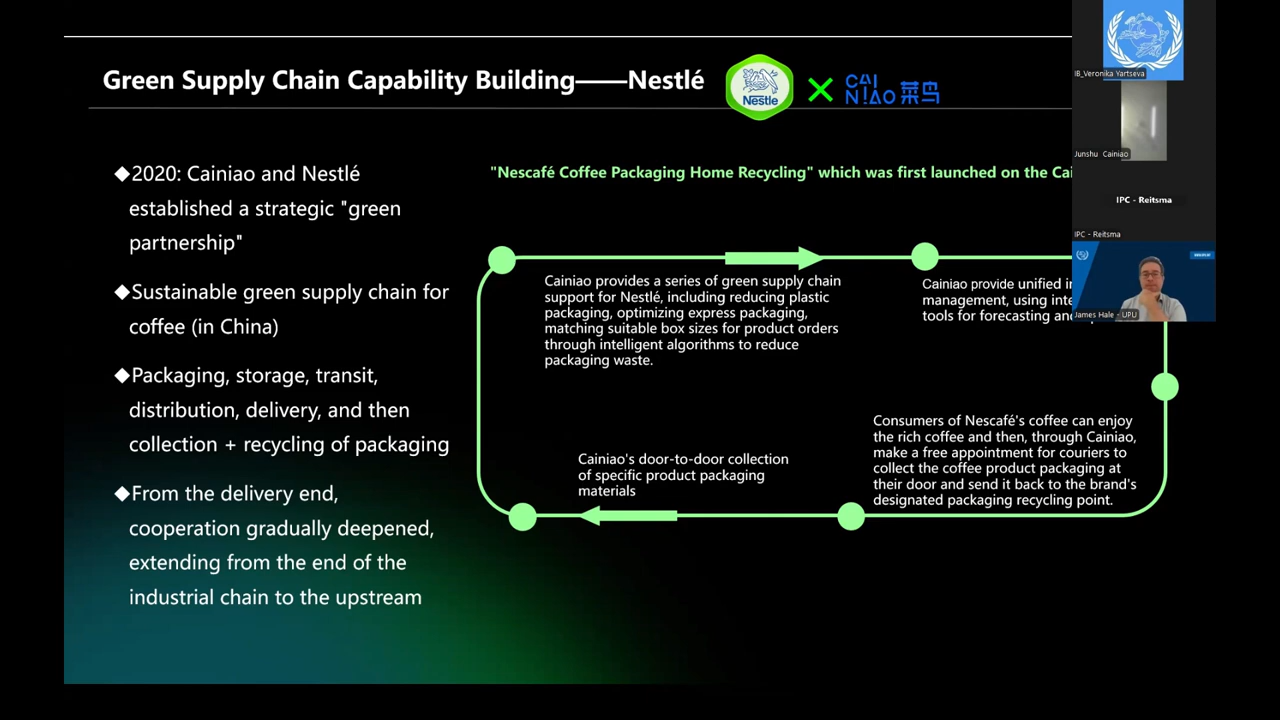 Green Supply Chain Capability Building——Nestlé
Nestle
CAI
NIAO 菜鸟
◆2020: Cainiao and Nestlé
established a strategic "green
partnership"
◆Sustainable green supply chain for
coffee (in China)
◆Packaging, storage, transit,
distribution, delivery, and then
collection + recycling of packaging
◆From the delivery end,
cooperation gradually deepened,
extending from the end of the
industrial chain to the upstream
"Nescafé Coffee Packaging Home Recycling" which was first launched on the
Cainiao provides a series of green supply chain
support for Nestlé, including reducing plastic
packaging, optimizing express packaging,
matching suitable box sizes for product orders
through intelligent algorithms to reduce
packaging waste.
Cainiao provide unified
management, using
tools for forecasting
Consumers of Nescafé's coffee can enjoy
the rich coffee and then, through Cainiao,
make a free appointment for couriers to
collect the coffee product packaging at
their door and send it back to the brand's
designated packaging recycling point.
Cainiao's door-to-door collection
of specific product packaging
materials
IB_Veronika Yartseva
Junshu Cainiao
IPC - Reitsma
IPC - Reitsma
James Hale - UPU